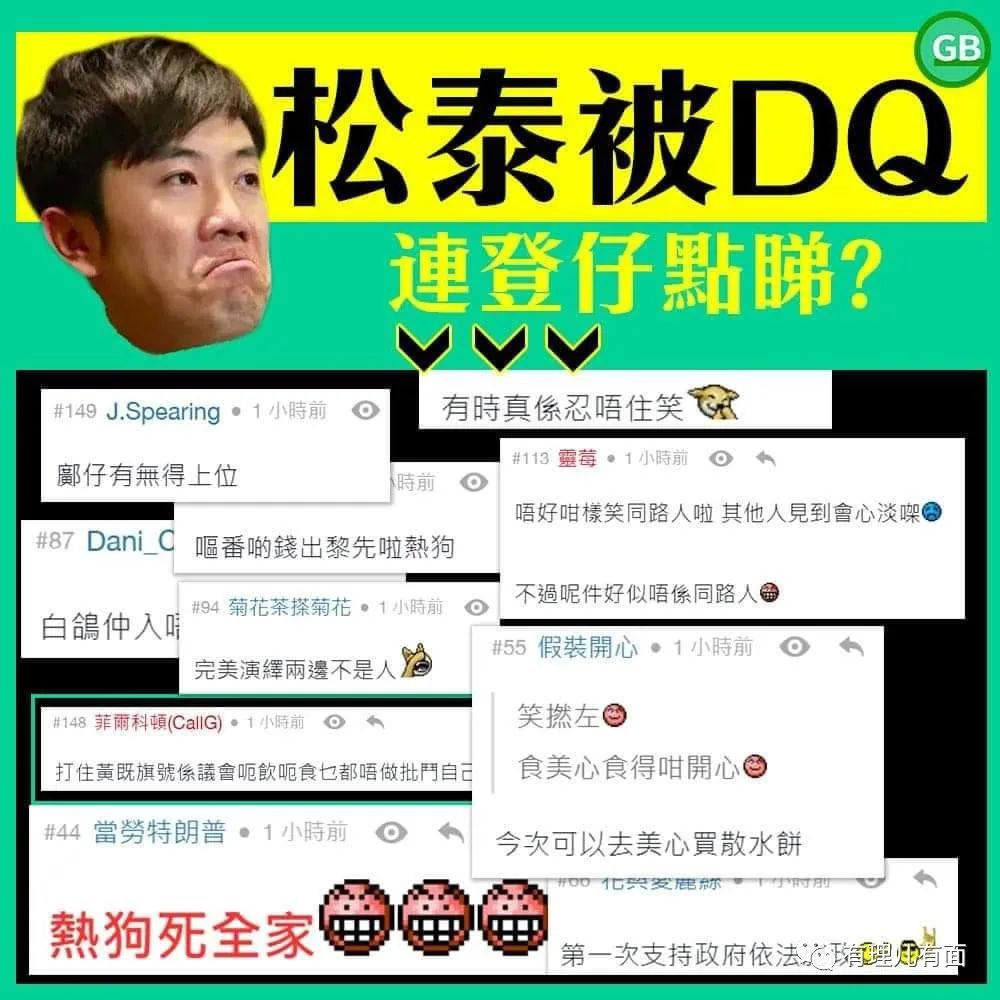 GB
松泰被DQ
連登仔點睇?
有時真係忍唔住笑
#149 J.Spearing • 1 小時前
鄺仔有無得上位
小時前
嘔番啲錢出黎先啦熱狗
#113 靈莓 • 1 小時前
唔好咁樣笑同路人啦 其他人見到會心淡㗎
不過呢件好似唔係同路人
#87 Dani_C
白鴿仲入唔
#94 菊花茶搽菊花 • 1 小時前
完美演繹兩邊不是人
#55 假裝開心 • 1 小時前
笑撚左
食美心食得咁開心
今次可以去美心買散水餅
#148 菲爾科頓(CallG) • 1 小時前
打住黃既旗號係議會呃飲呃食乜都唔做批鬥自己
#44 當勞特朗普 • 1 小時前
熱狗死全家
#66 花與愛麗絲 • 1 小時前
第一次支持政府依法
有理儿有面